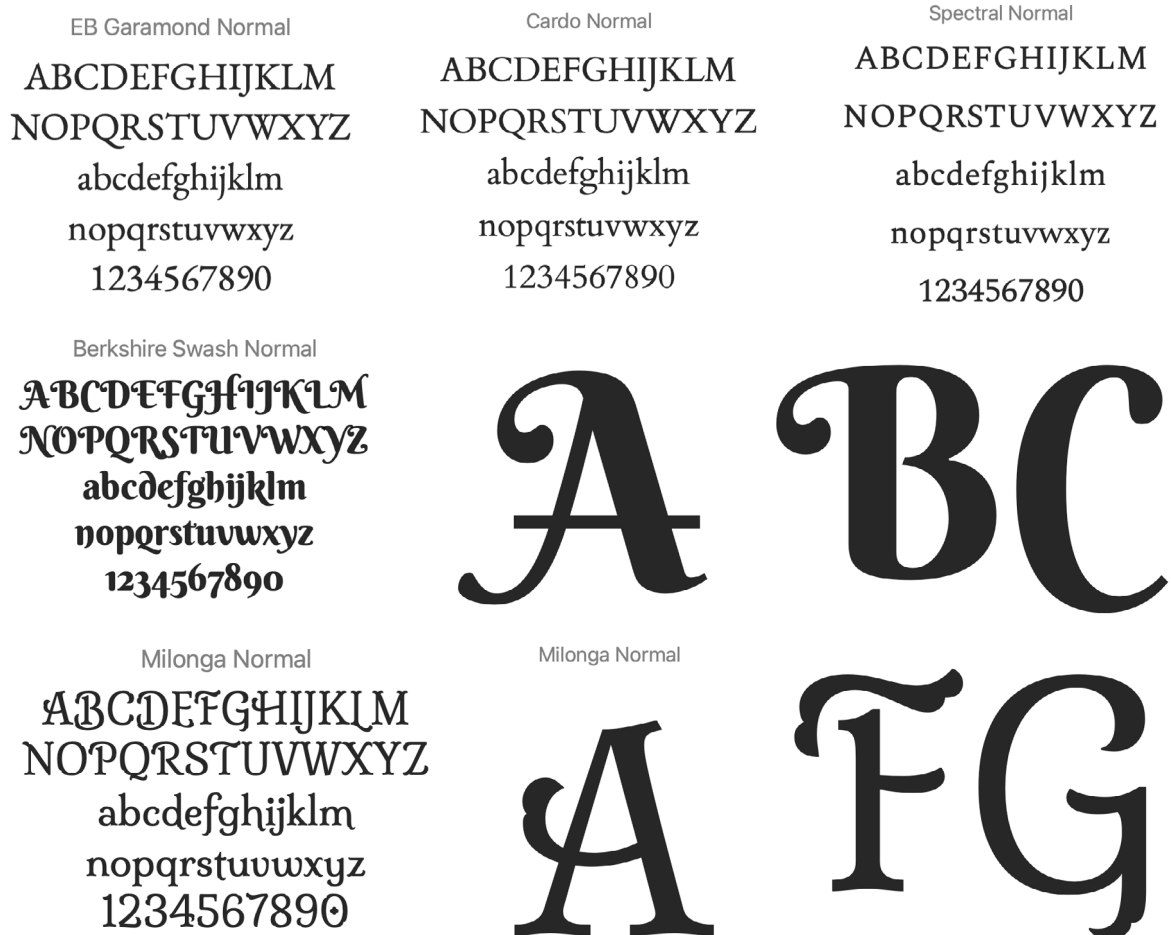 EB Garamond Normal
ABCDEFGHIJKLM
NOPQRSTUVWXYZ
abcdefghijklm
nopqrstuvwxyz
1234567890
Cardo Normal
ABCDEFGHIJKLM
NOPQRSTUVWXYZ
abcdefghijklm
nopqrstuvwxyz
1234567890
Spectral Normal
ABCDEFGHIJKLM
NOPQRSTUVWXYZ
abcdefghijklm
nopqrstuvwxyz
1234567890
Berkshire Swash Normal
ABCDEFGHIJKLM
NOPQRSTUVWXYZ
abcdefghijklm
nopqrstuvwxyz
1234567890
A BC
Milonga Normal
ABCDEFGHIJKLM
NOPQRSTUVWXYZ
abcdefghijklm
nopqrstuvwxyz
1234567890
Milonga Normal
A FG